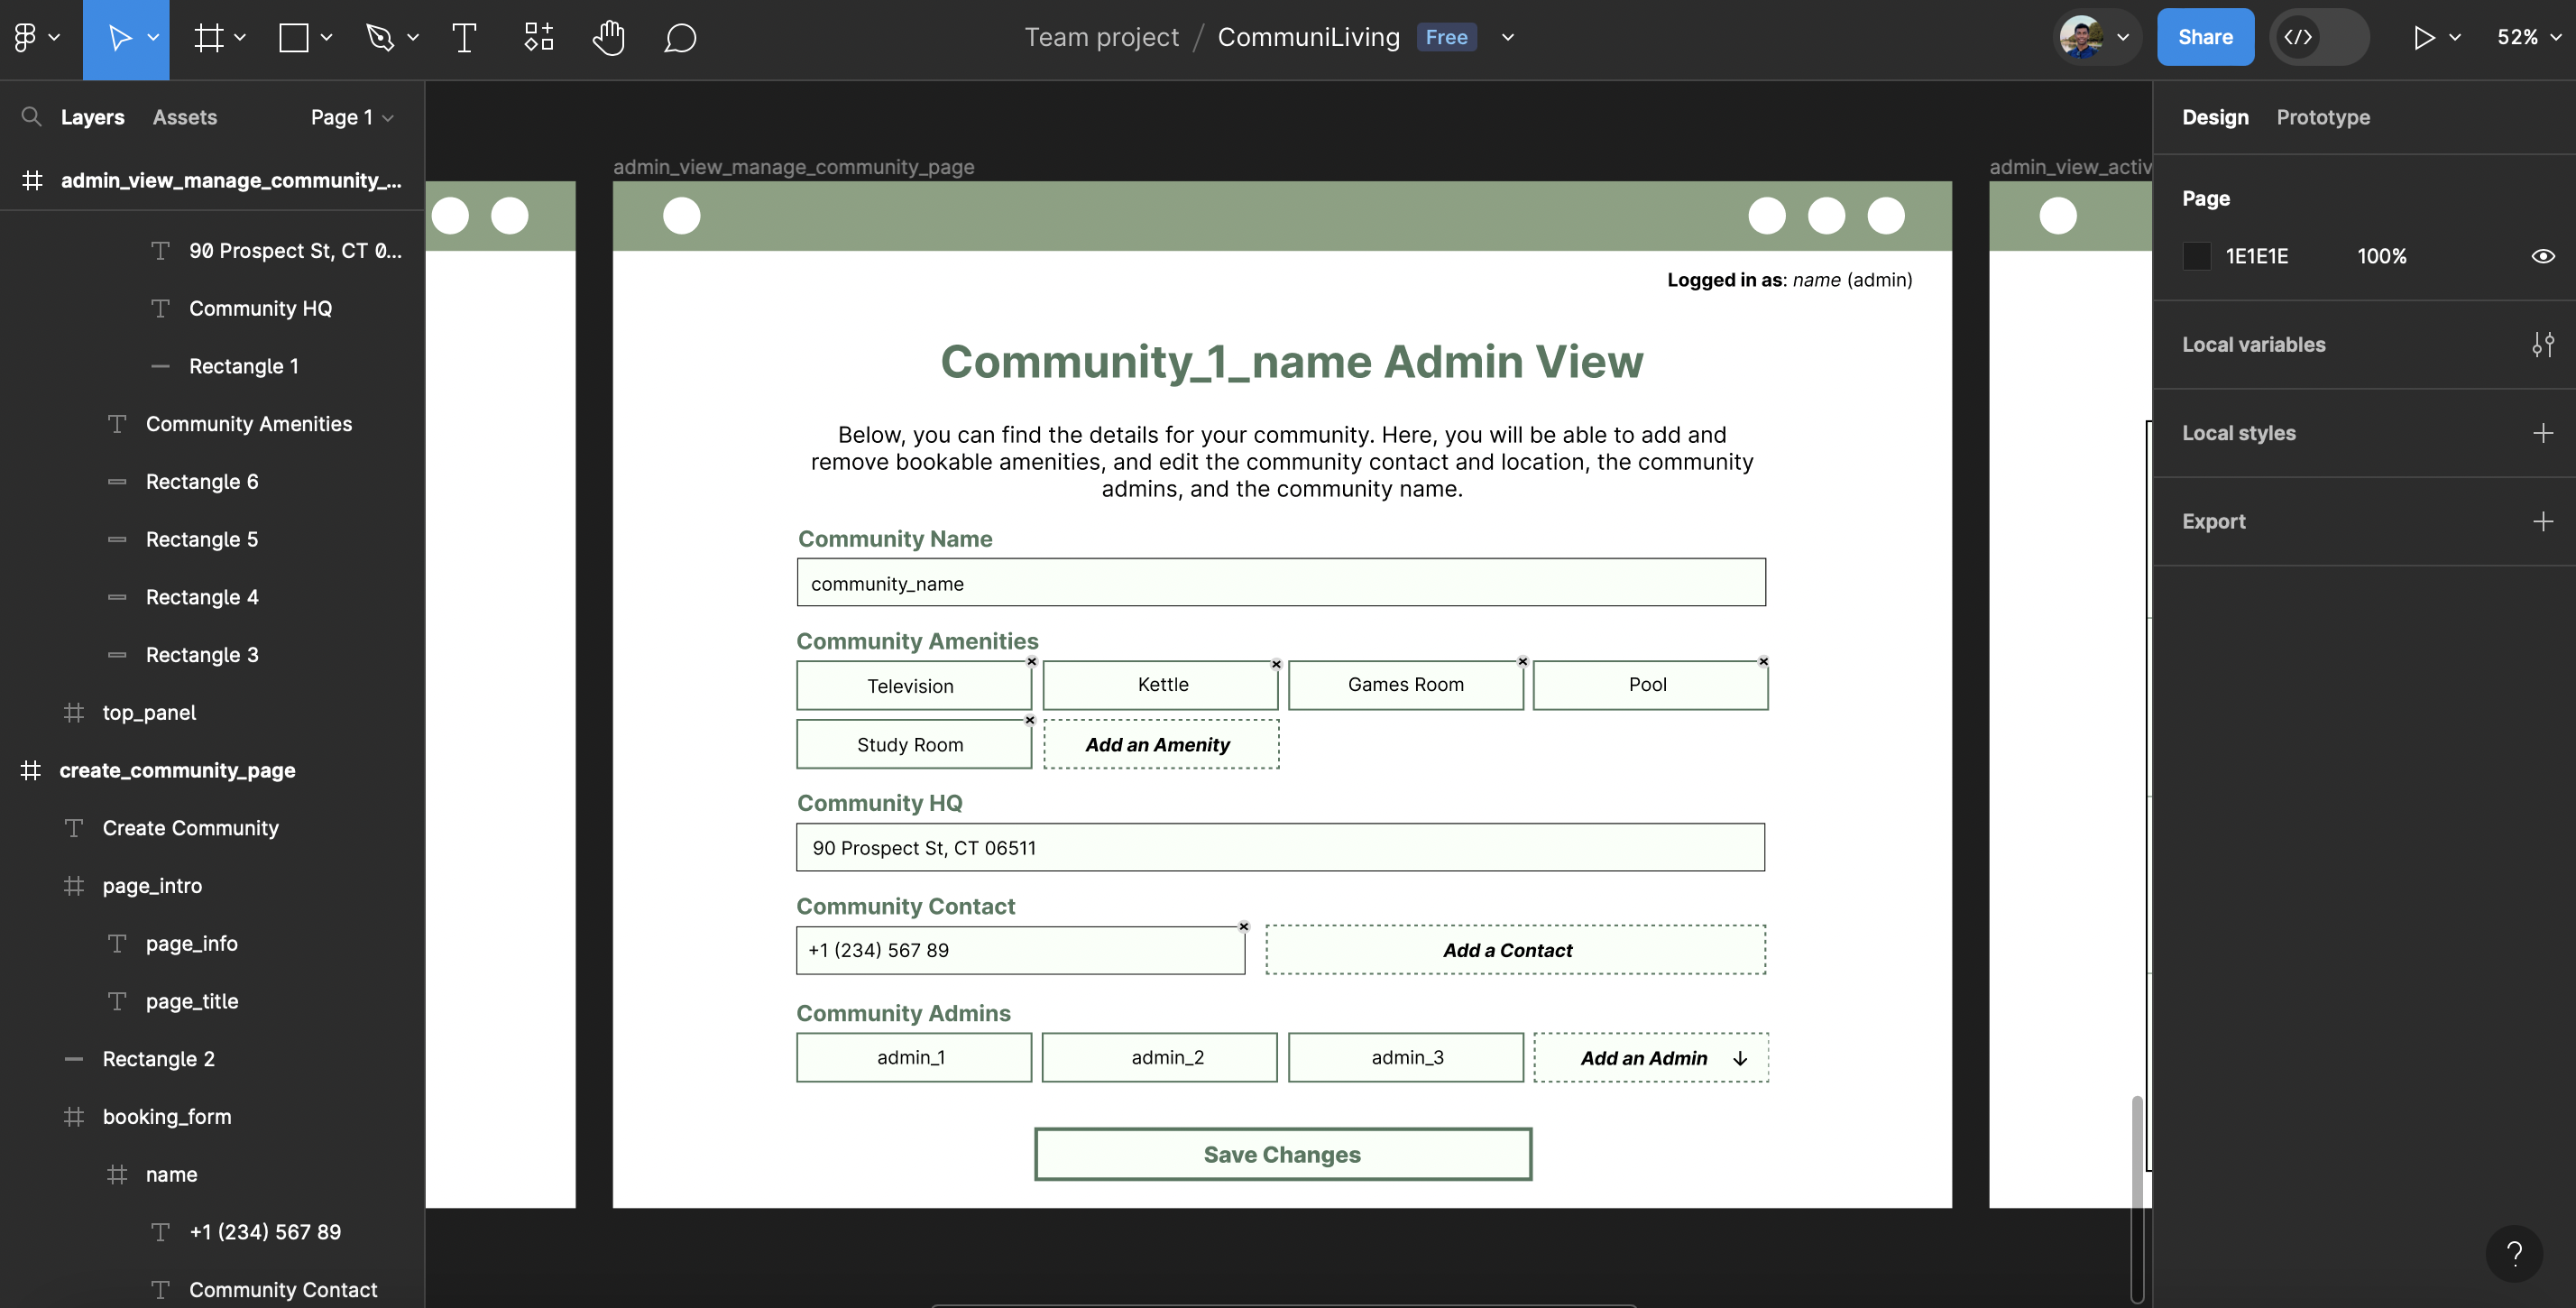 Team project / CommuniLiving Free
Share
52%
Layers Assets Page 1
admin_view_manage_community_...
90 Prospect St, CT 0...
Community HQ
Rectangle 1
Community Amenities
Rectangle 6
Rectangle 5
Rectangle 4
Rectangle 3
top_panel
create_community_page
Create Community
page_intro
page_info
page_title
Rectangle 2
booking_form
name
+1 (234) 567 89
Community Contact
admin_view_manage_community_page
Logged in as: name (admin)
Community_1_name Admin View
Below, you can find the details for your community. Here, you will be able to add and
remove bookable amenities, and edit the community contact and location, the community
admins, and the community name.
Community Name
community_name
Community Amenities
Television Kettle Games Room Pool
Study Room Add an Amenity
Community HQ
90 Prospect St, CT 06511
Community Contact
+1 (234) 567 89 Add a Contact
Community Admins
admin_1 admin_2 admin_3 Add an Admin ↓
Save Changes
admin_view_activ
Design Prototype
Page
1E1E1E 100%
Local variables
Local styles
Export
?